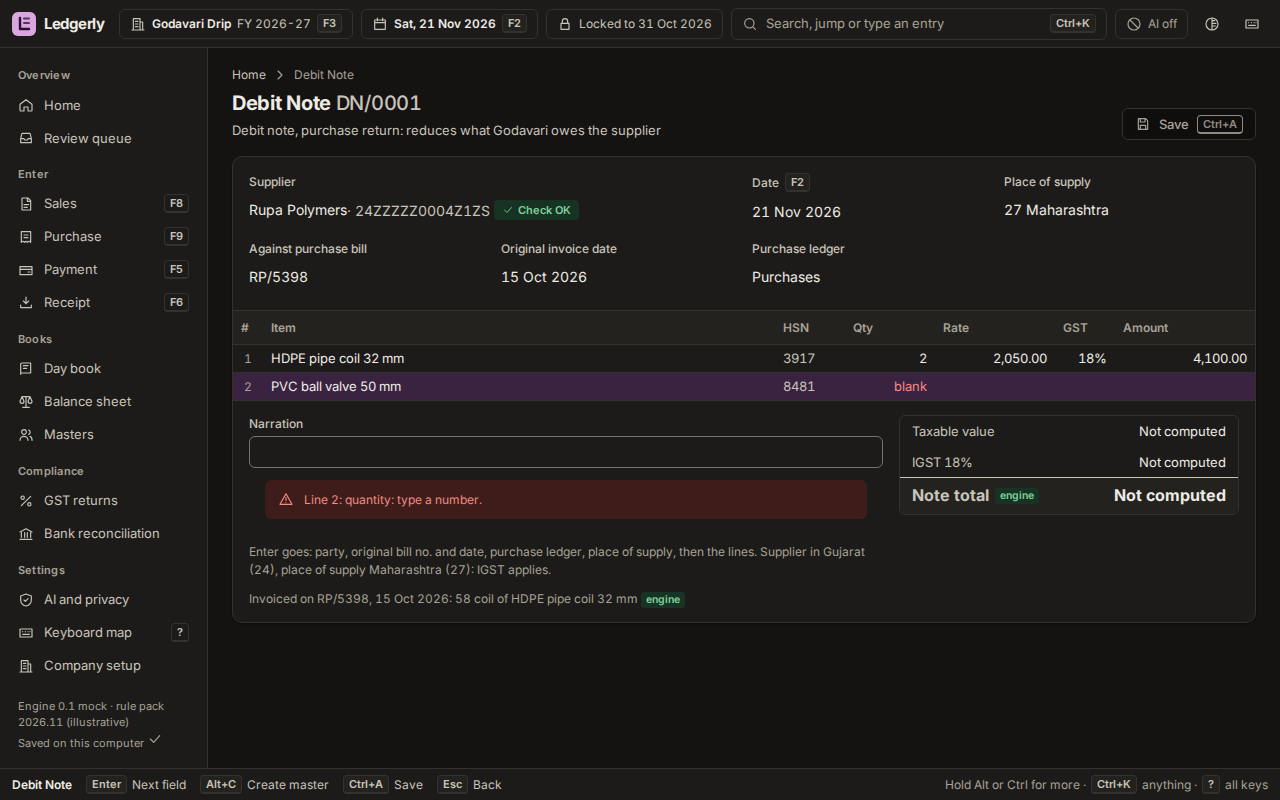 Ledgerly
Godavari Drip FY 2026-27 F3
Sat, 21 Nov 2026 F2
Locked to 31 Oct 2026
Search, jump or type an entry Ctrl+K
AI off
Overview
Home
Review queue
Enter
Sales F8
Purchase F9
Payment F5
Receipt F6
Books
Day book
Balance sheet
Masters
Compliance
GST returns
Bank reconciliation
Settings
AI and privacy
Keyboard map ?
Company setup
Engine 0.1 mock · rule pack
2026.11 (illustrative)
Saved on this computer
Home > Debit Note
Debit Note DN/0001
Debit note, purchase return: reduces what Godavari owes the supplier
Save Ctrl+A
Supplier
Rupa Polymers · 24ZZZZZ0004Z1ZS Check OK
Date F2
21 Nov 2026
Place of supply
27 Maharashtra
Against purchase bill
RP/5398
Original invoice date
15 Oct 2026
Purchase ledger
Purchases
# Item HSN Qty Rate GST Amount
1 HDPE pipe coil 32 mm 3917 2 2,050.00 18% 4,100.00
2 PVC ball valve 50 mm 8481 blank
Narration
Line 2: quantity: type a number.
Taxable value Not computed
IGST 18% Not computed
Note total engine Not computed
Enter goes: party, original bill no. and date, purchase ledger, place of supply, then the lines. Supplier in Gujarat
(24), place of supply Maharashtra (27): IGST applies.
Invoiced on RP/5398, 15 Oct 2026: 58 coil of HDPE pipe coil 32 mm engine
Debit Note Enter Next field Alt+C Create master Ctrl+A Save Esc Back
Hold Alt or Ctrl for more · Ctrl+K anything · ? all keys